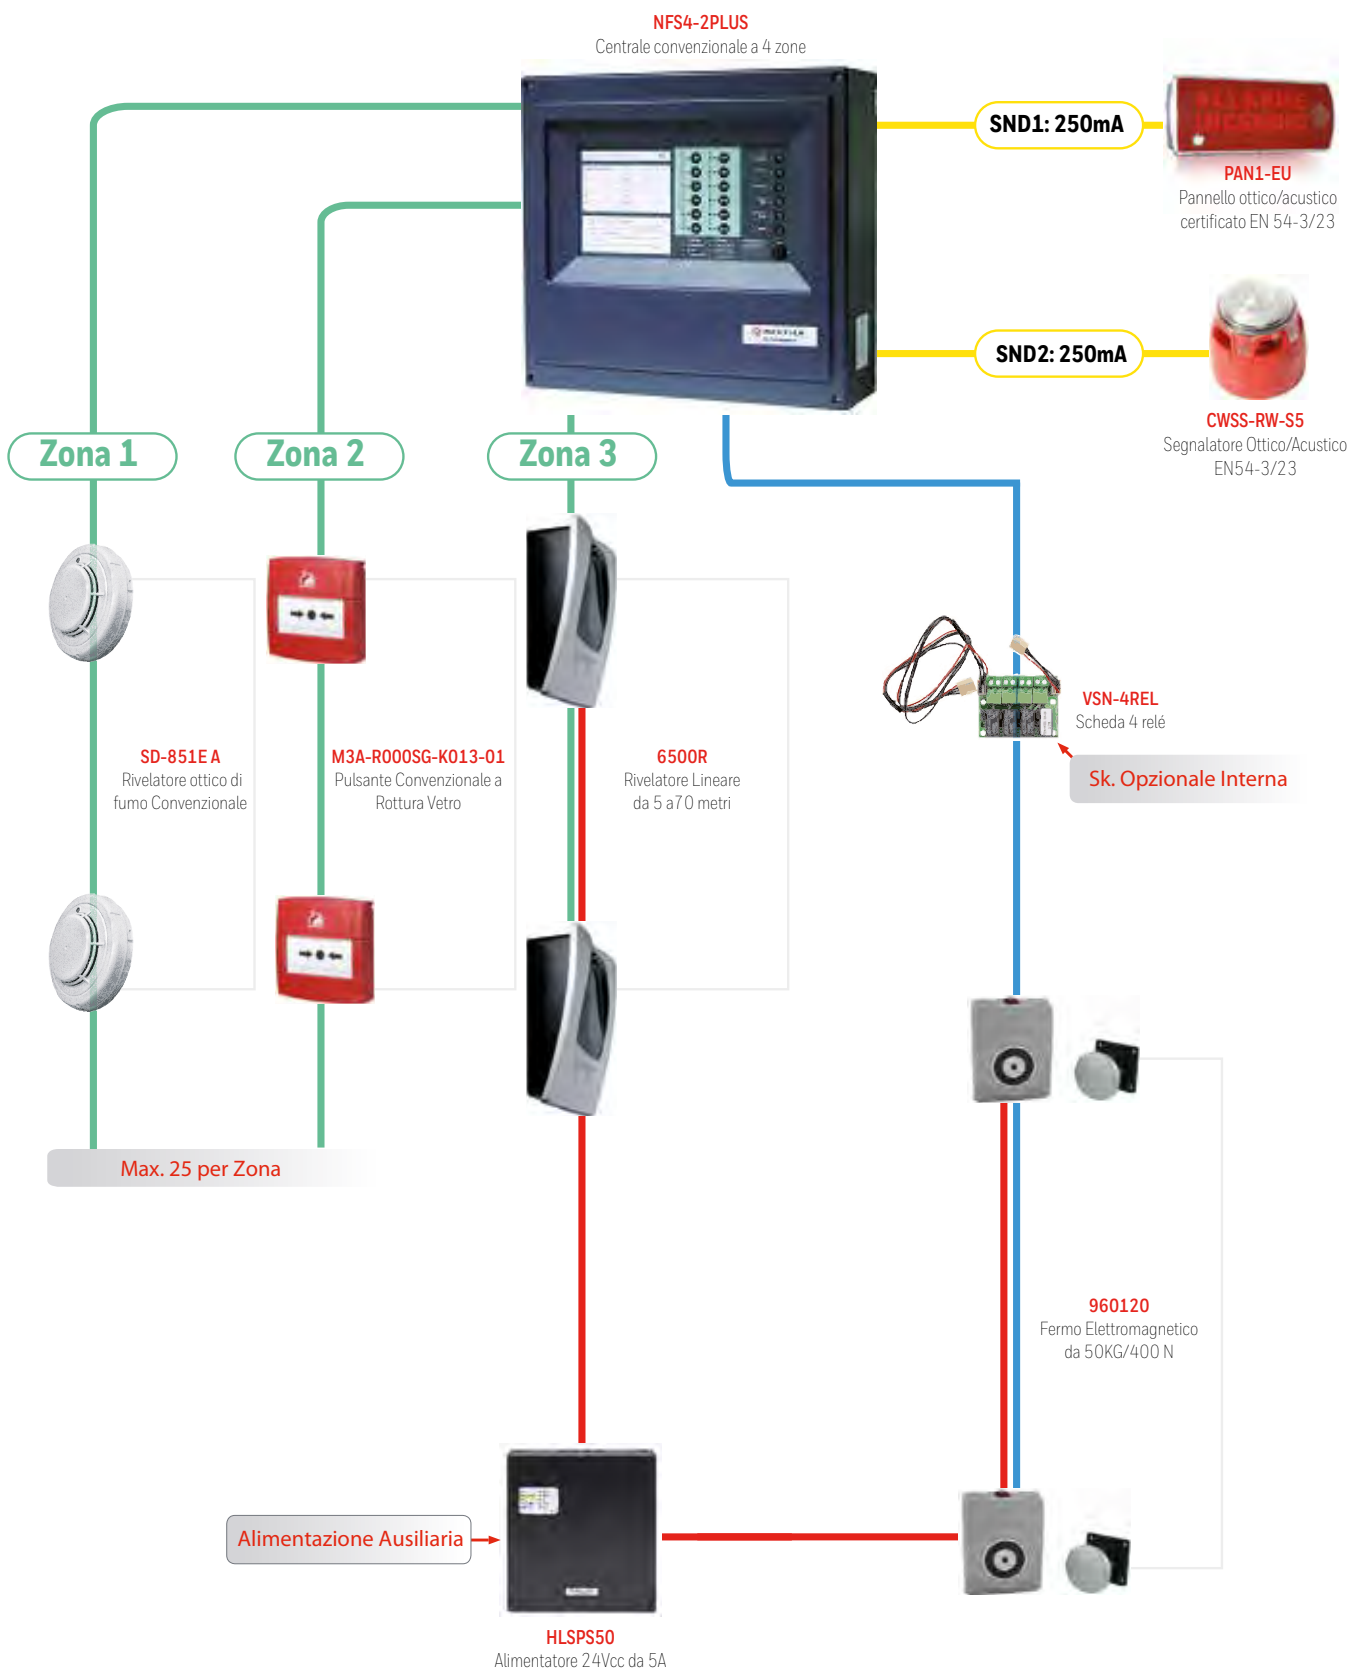 NFS4-2PLUS
Centrale convenzionale a 4 zone
SND1: 250mA
PAN1-EU
Pannello ottico/acustico
certificato EN 54-3/23
SND2: 250mA
CWSS-RW-S5
Segnalatore Ottico/Acustico
EN54-3/23
Zona 1
Zona 2
Zona 3
VSN-4REL
Scheda 4 relé
Sk. Opzionale Interna
SD-851E A
Rivelatore ottico di
fumo Convenzionale
M3A-R000SG-K013-01
Pulsante Convenzionale a
Rottura Vetro
6500R
Rivelatore Lineare
da 5 a70 metri
Max. 25 per Zona
960120
Fermo Elettromagnetico
da 50KG/400 N
Alimentazione Ausiliaria
HLSPS50
Alimentatore 24Vcc da 5A